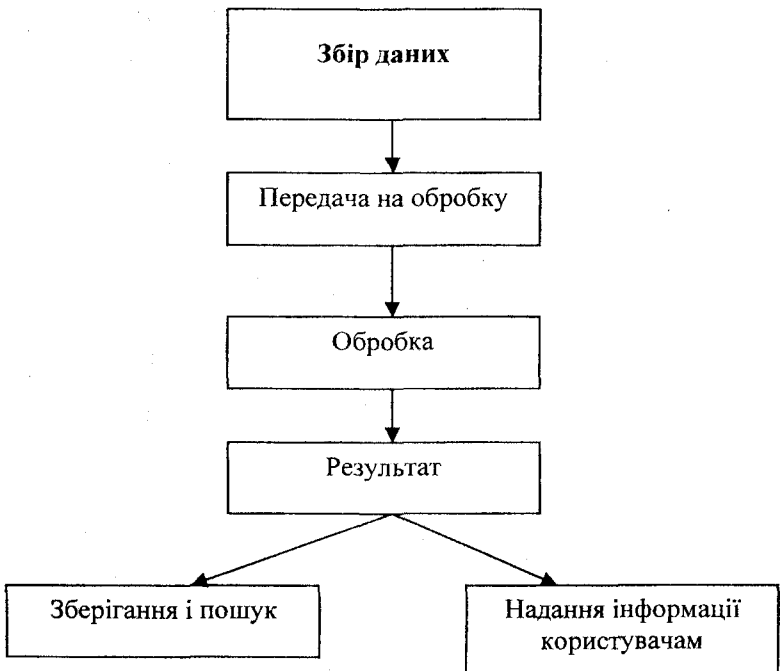 Збір даних
Передача на обробку
Обробка
Результат
Зберігання і пошук
Надання інформації
користувачам